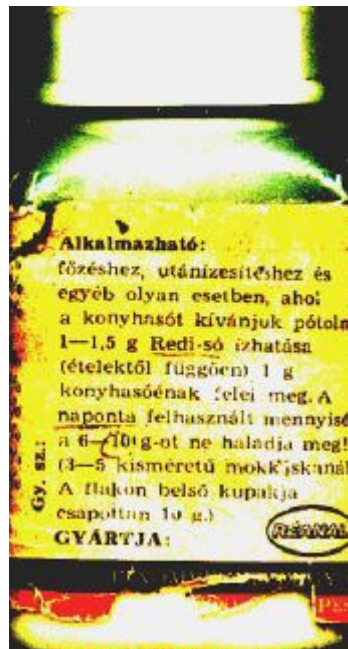 Alkalmazható:
főzéshez, utánízesítéshez és
egyéb olyan esetben, ahol
a konyhasót kívánjuk pótoln
1—1,5 g Redi-só ízhatása
(ételektől függően) 1 g
konyhasóénak felel meg. A
naponta felhasznált mennyisé
a 6—10 g-ot ne haladja meg!
(3—5 kisméretű mokkáskanál
A flakon belső kupakja
csapottan 10 g.)
GYÁRTJA:
REANAL
Gy. sz.: